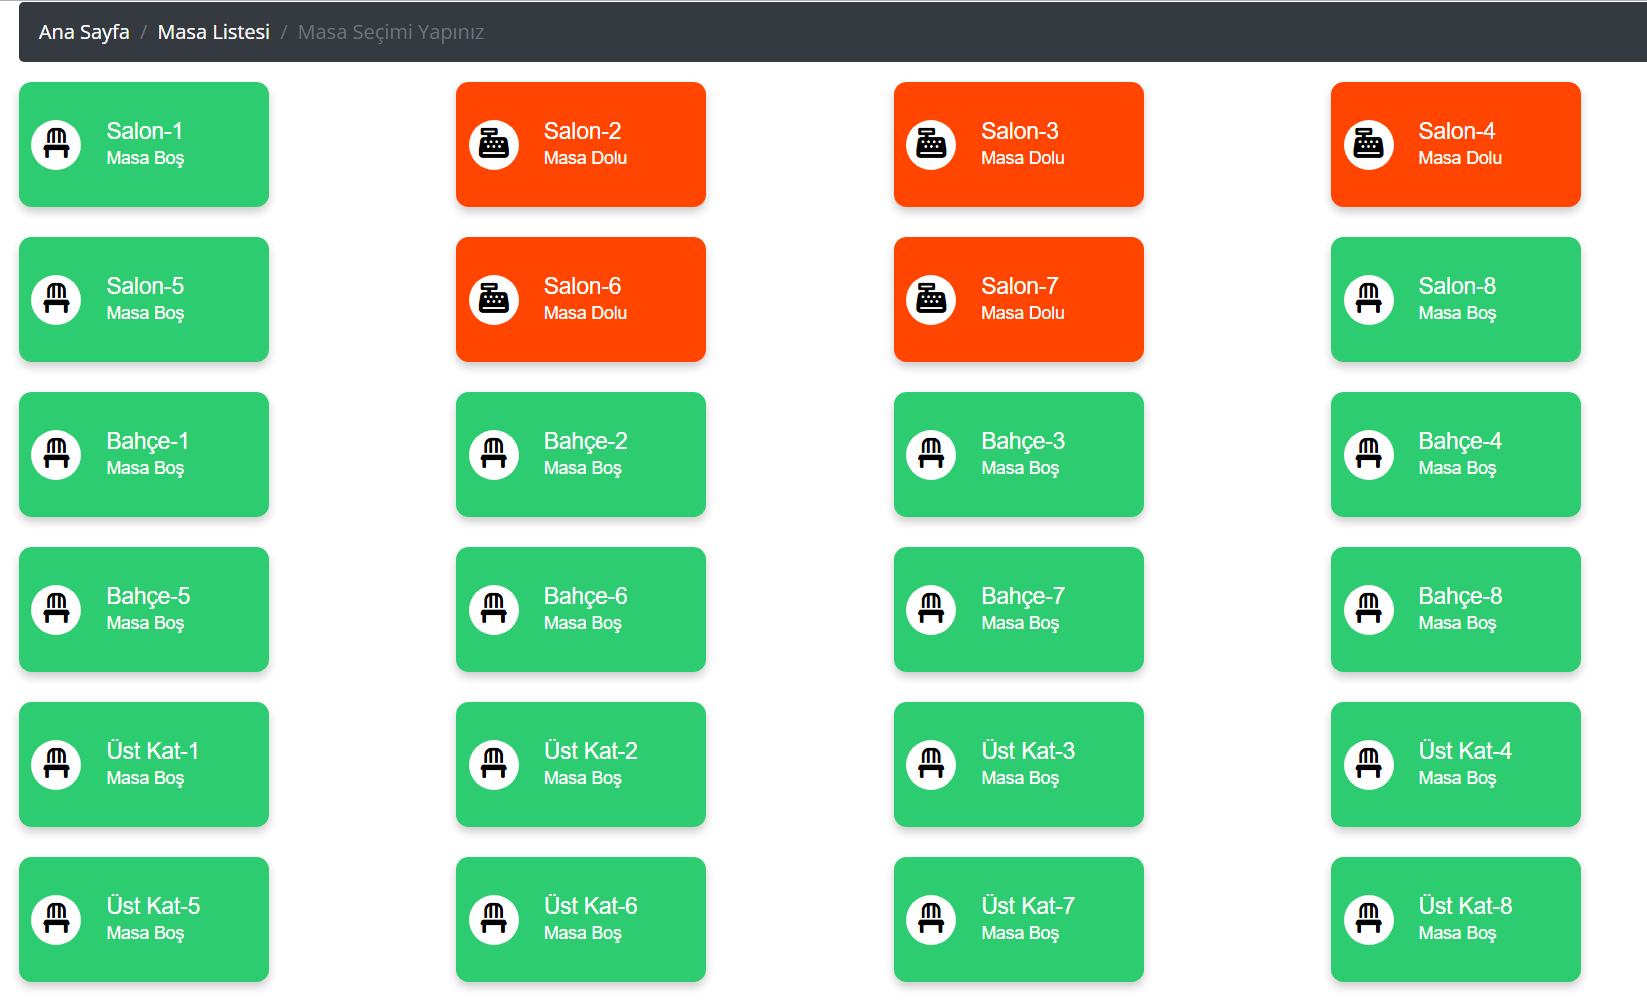 Ana Sayfa / Masa Listesi / Masa Seçimi Yapınız
Salon-1
Masa Boş
Salon-2
Masa Dolu
Salon-3
Masa Dolu
Salon-4
Masa Dolu
Salon-5
Masa Boş
Salon-6
Masa Dolu
Salon-7
Masa Dolu
Salon-8
Masa Boş
Bahçe-1
Masa Boş
Bahçe-2
Masa Boş
Bahçe-3
Masa Boş
Bahçe-4
Masa Boş
Bahçe-5
Masa Boş
Bahçe-6
Masa Boş
Bahçe-7
Masa Boş
Bahçe-8
Masa Boş
Üst Kat-1
Masa Boş
Üst Kat-2
Masa Boş
Üst Kat-3
Masa Boş
Üst Kat-4
Masa Boş
Üst Kat-5
Masa Boş
Üst Kat-6
Masa Boş
Üst Kat-7
Masa Boş
Üst Kat-8
Masa Boş